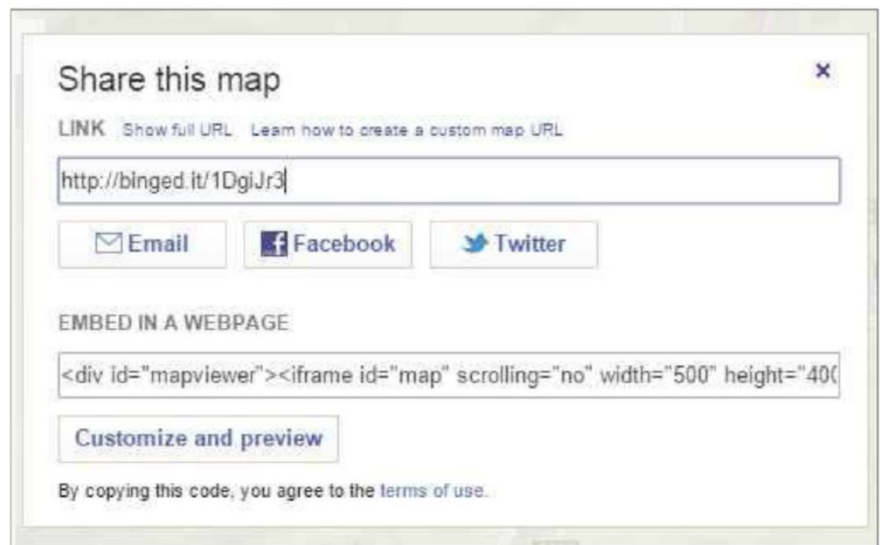 Share this map
LINK Show full URL Learn how to create a custom map URL
http://binged.it/1DgiJr3
Email Facebook Twitter
EMBED IN A WEBPAGE
<div id="mapviewer"><iframe id="map" scrolling="no" width="500" height="400
Customize and preview
By copying this code, you agree to the terms of use.